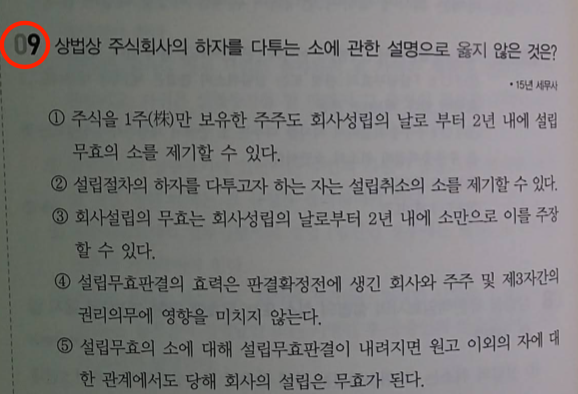 09 상법상 주식회사의 하자를 다투는 소에 관한 설명으로 옳지 않은 것은?
• 15년 세무사
① 주식을 1주(株)만 보유한 주주도 회사성립의 날로 부터 2년 내에 설립
무효의 소를 제기할 수 있다.
② 설립절차의 하자를 다투고자 하는 자는 설립취소의 소를 제기할 수 있다.
③ 회사설립의 무효는 회사성립의 날로부터 2년 내에 소만으로 이를 주장
할 수 있다.
④ 설립무효판결의 효력은 판결확정전에 생긴 회사와 주주 및 제3자간의
권리의무에 영향을 미치지 않는다.
⑤ 설립무효의 소에 대해 설립무효판결이 내려지면 원고 이외의 자에 대
한 관계에서도 당해 회사의 설립은 무효가 된다.